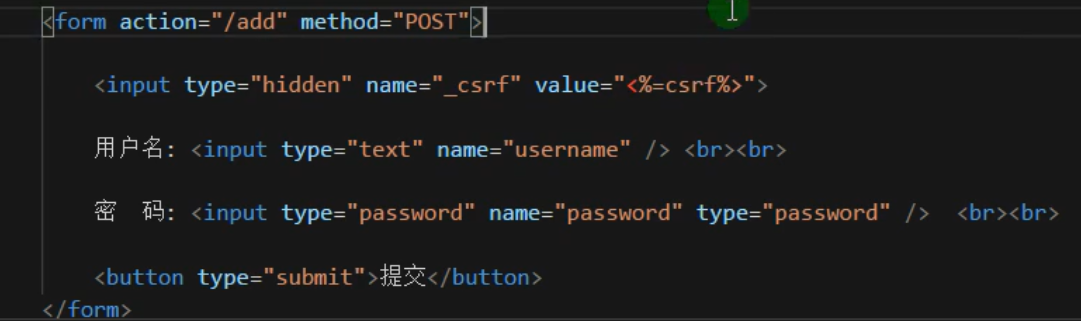 <form action="/add" method="POST">
<input type="hidden" name="_csrf" value="<%=csrf%>">
用户名: <input type="text" name="username" /> <br><br>
密  码: <input type="password" name="password" type="password" />  <br><br>
<button type="submit">提交</button>
</form>